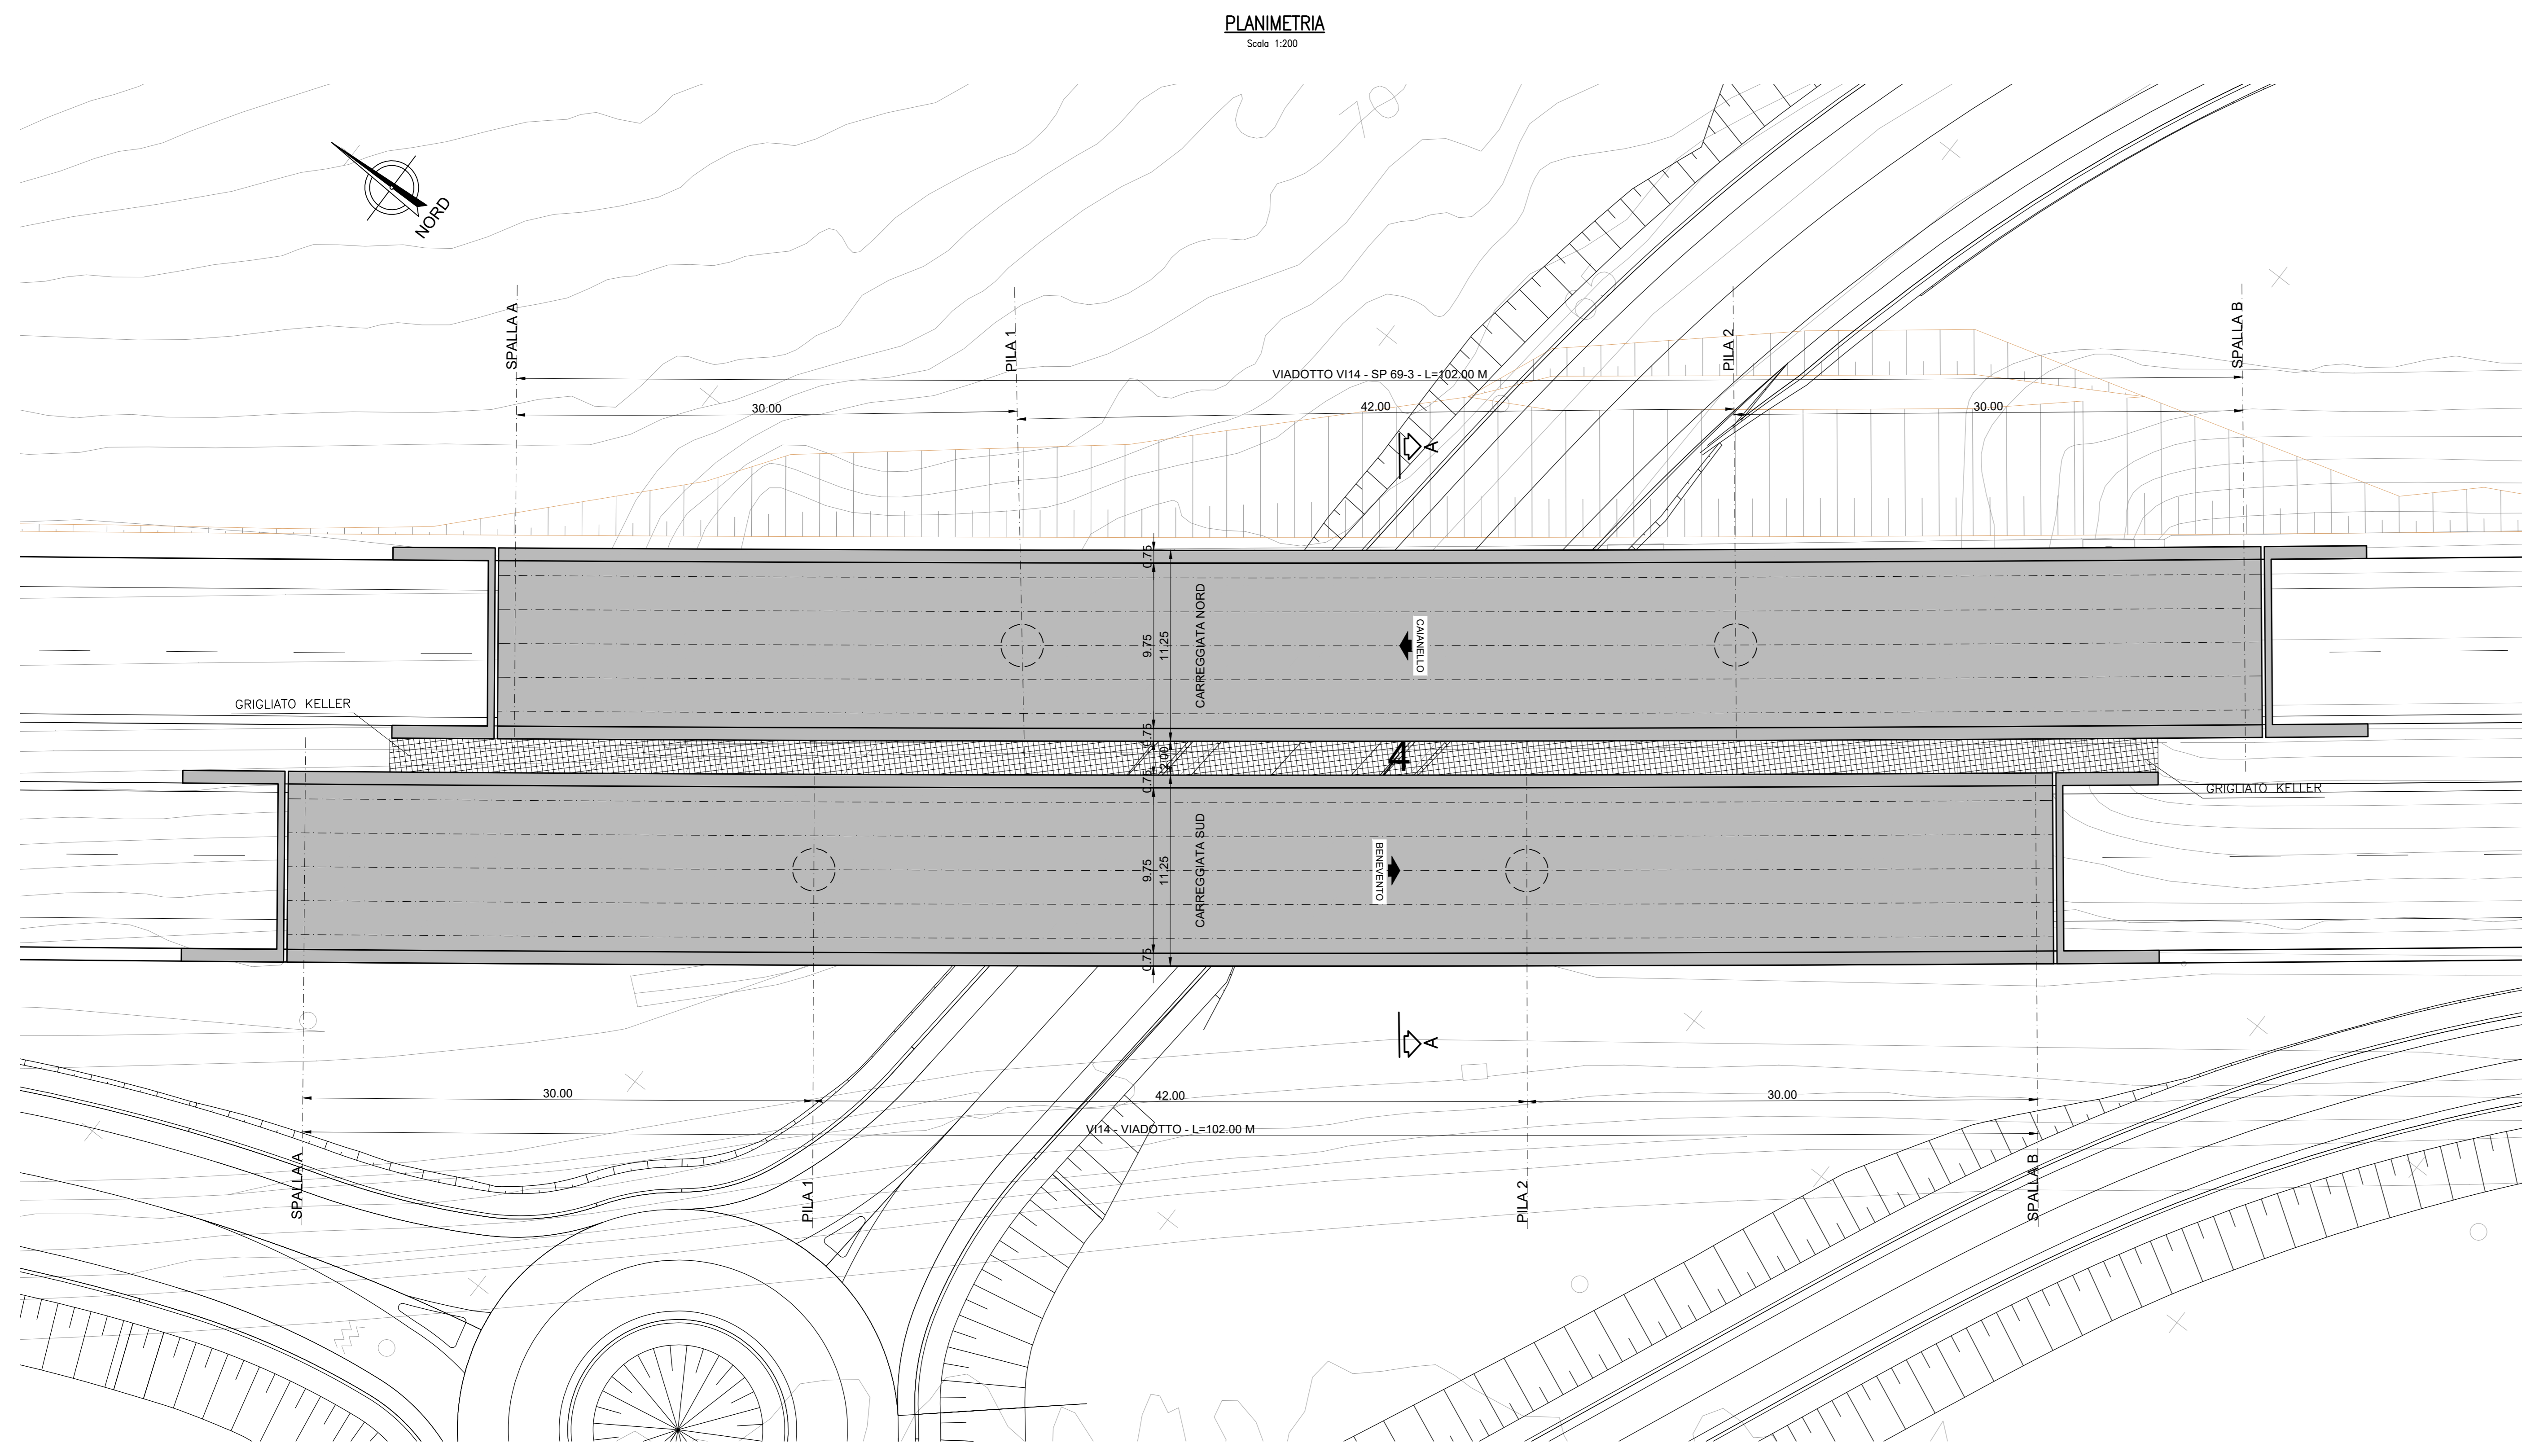 PLANIMETRIA
Scala 1:200
70
NORD
SPALLA A
PILA 1
PILA 2
SPALLA B
VIADOTTO VI14 - SP 69-3 - L=102.00 M
30.00
42.00
30.00
A
0.75
9.75
11.25
0.75
CARREGGIATA NORD
CAIANELLO
GRIGLIATO KELLER
2.00
4
GRIGLIATO KELLER
0.75
9.75
11.25
0.75
CARREGGIATA SUD
BENEVENTO
A
30.00
42.00
30.00
VI14 - VIADOTTO - L=102.00 M
SPALLA A
PILA 1
PILA 2
SPALLA B